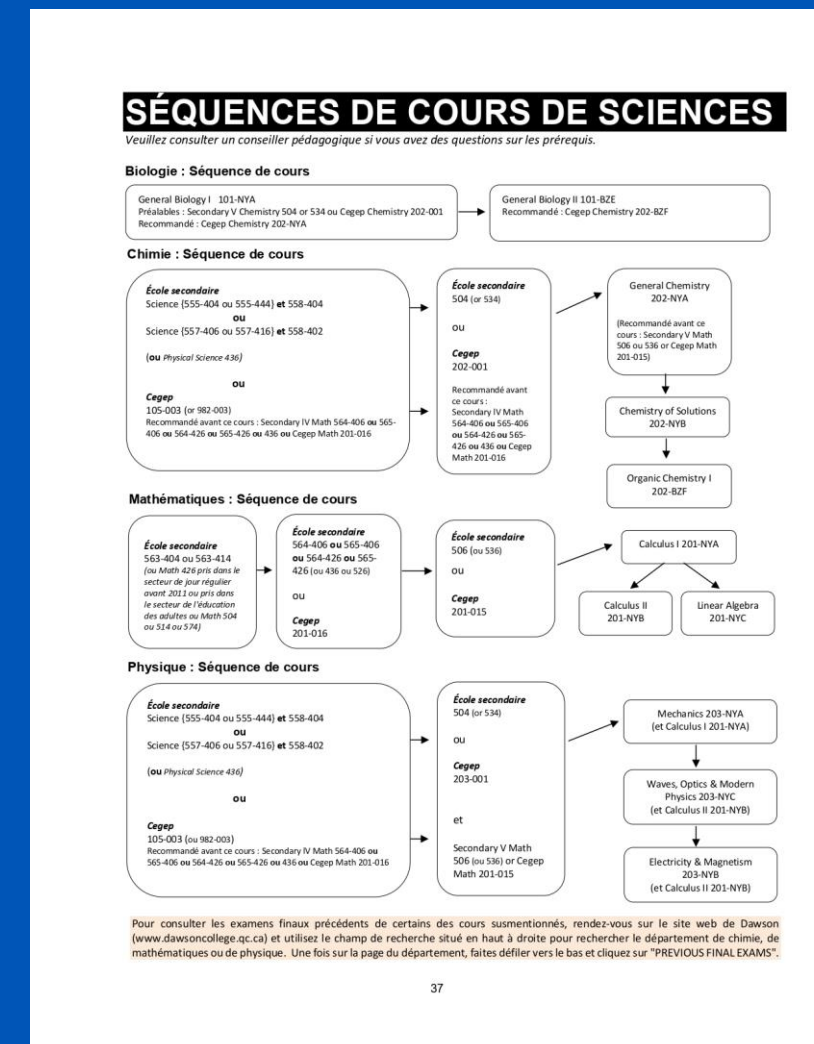 SÉQUENCES DE COURS DE SCIENCES
Veuillez consulter un conseiller pédagogique si vous avez des questions sur les prérequis.
Biologie : Séquence de cours
General Biology I 101-NYA
Préalables : Secondary V Chemistry 504 or 534 ou Cegep Chemistry 202-001
Recommandé : Cegep Chemistry 202-NYA
General Biology II 101-BZE
Recommandé : Cegep Chemistry 202-BZF
Chimie : Séquence de cours
École secondaire
Science {555-404 ou 555-444} et 558-404
ou
Science {557-406 ou 557-416} et 558-402
(ou Physical Science 436)
ou
Cegep
105-003 (or 982-003)
Recommandé avant ce cours : Secondary IV Math 564-406 ou 565-
406 ou 564-426 ou 565-426 ou 436 ou Cegep Math 201-016
École secondaire
504 (or 534)
ou
Cegep
202-001
Recommandé avant
ce cours :
Secondary IV Math
564-406 ou 565-406
ou 564-426 ou 565-
426 ou 436 ou Cegep
Math 201-016
General Chemistry
202-NYA
(Recommandé avant ce
cours : Secondary V Math
506 ou 536 or Cegep Math
201-015)
Chemistry of Solutions
202-NYB
Organic Chemistry I
202-BZF
Mathématiques : Séquence de cours
École secondaire
563-404 ou 563-414
(ou Math 426 pris dans le
secteur de jour régulier
avant 2011 ou pris dans
le secteur de l'éducation
des adultes ou Math 504
ou 514 ou 574)
École secondaire
564-406 ou 565-406
ou 564-426 ou 565-
426 (ou 436 ou 526)
ou
Cegep
201-016
École secondaire
506 (ou 536)
ou
Cegep
201-015
Calculus I 201-NYA
Calculus II
201-NYB
Linear Algebra
201-NYC
Physique : Séquence de cours
École secondaire
Science {555-404 ou 555-444} et 558-404
ou
Science {557-406 ou 557-416} et 558-402
(ou Physical Science 436)
ou
Cegep
105-003 (ou 982-003)
Recommandé avant ce cours : Secondary IV Math 564-406 ou
565-406 ou 564-426 ou 565-426 ou 436 ou Cegep Math 201-016
École secondaire
504 (or 534)
ou
Cegep
203-001
et
Secondary V Math
506 (ou 536) or Cegep
Math 201-015
Mechanics 203-NYA
(et Calculus I 201-NYA)
Waves, Optics & Modern
Physics 203-NYC
(et Calculus II 201-NYB)
Electricity & Magnetism
203-NYB
(et Calculus II 201-NYB)
Pour consulter les examens finaux précédents de certains des cours susmentionnés, rendez-vous sur le site web de Dawson
(www.dawsoncollege.qc.ca) et utilisez le champ de recherche situé en haut à droite pour rechercher le département de chimie, de
mathématiques ou de physique. Une fois sur la page du département, faites défiler vers le bas et cliquez sur "PREVIOUS FINAL EXAMS".
37